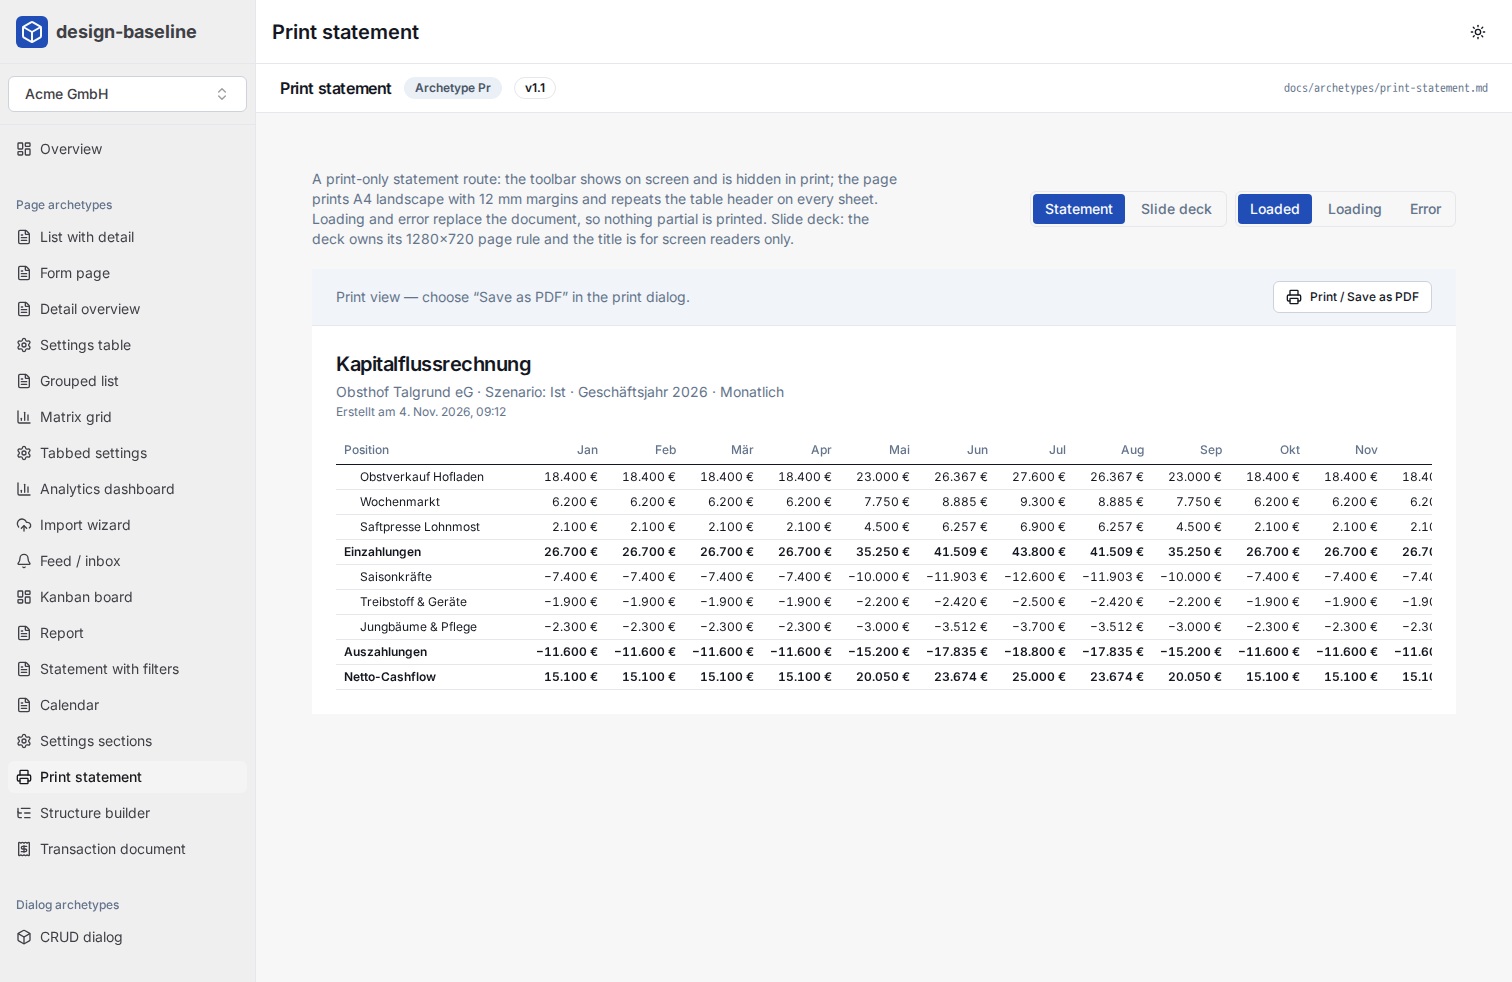 design-baseline
Print statement
Acme GmbH
Print statement Archetype Pr v1.1 docs/archetypes/print-statement.md
Overview
Page archetypes
List with detail
Form page
Detail overview
Settings table
Grouped list
Matrix grid
Tabbed settings
Analytics dashboard
Import wizard
Feed / inbox
Kanban board
Report
Statement with filters
Calendar
Settings sections
Print statement
Structure builder
Transaction document
Dialog archetypes
CRUD dialog
A print-only statement route: the toolbar shows on screen and is hidden in print; the page
prints A4 landscape with 12 mm margins and repeats the table header on every sheet.
Loading and error replace the document, so nothing partial is printed. Slide deck: the
deck owns its 1280×720 page rule and the title is for screen readers only.
Statement Slide deck Loaded Loading Error
Print view — choose “Save as PDF” in the print dialog. Print / Save as PDF
Kapitalflussrechnung
Obsthof Talgrund eG · Szenario: Ist · Geschäftsjahr 2026 · Monatlich
Erstellt am 4. Nov. 2026, 09:12
Position Jan Feb Mär Apr Mai Jun Jul Aug Sep Okt Nov
Obstverkauf Hofladen 18.400 € 18.400 € 18.400 € 18.400 € 23.000 € 26.367 € 27.600 € 26.367 € 23.000 € 18.400 € 18.400 €
Wochenmarkt 6.200 € 6.200 € 6.200 € 6.200 € 7.750 € 8.885 € 9.300 € 8.885 € 7.750 € 6.200 € 6.200 €
Saftpresse Lohnmost 2.100 € 2.100 € 2.100 € 2.100 € 4.500 € 6.257 € 6.900 € 6.257 € 4.500 € 2.100 € 2.100 €
Einzahlungen 26.700 € 26.700 € 26.700 € 26.700 € 35.250 € 41.509 € 43.800 € 41.509 € 35.250 € 26.700 € 26.700 €
Saisonkräfte −7.400 € −7.400 € −7.400 € −7.400 € −10.000 € −11.903 € −12.600 € −11.903 € −10.000 € −7.400 € −7.400 €
Treibstoff & Geräte −1.900 € −1.900 € −1.900 € −1.900 € −2.200 € −2.420 € −2.500 € −2.420 € −2.200 € −1.900 € −1.900 €
Jungbäume & Pflege −2.300 € −2.300 € −2.300 € −2.300 € −3.000 € −3.512 € −3.700 € −3.512 € −3.000 € −2.300 € −2.300 €
Auszahlungen −11.600 € −11.600 € −11.600 € −11.600 € −15.200 € −17.835 € −18.800 € −17.835 € −15.200 € −11.600 € −11.600 €
Netto-Cashflow 15.100 € 15.100 € 15.100 € 15.100 € 20.050 € 23.674 € 25.000 € 23.674 € 20.050 € 15.100 € 15.100 €